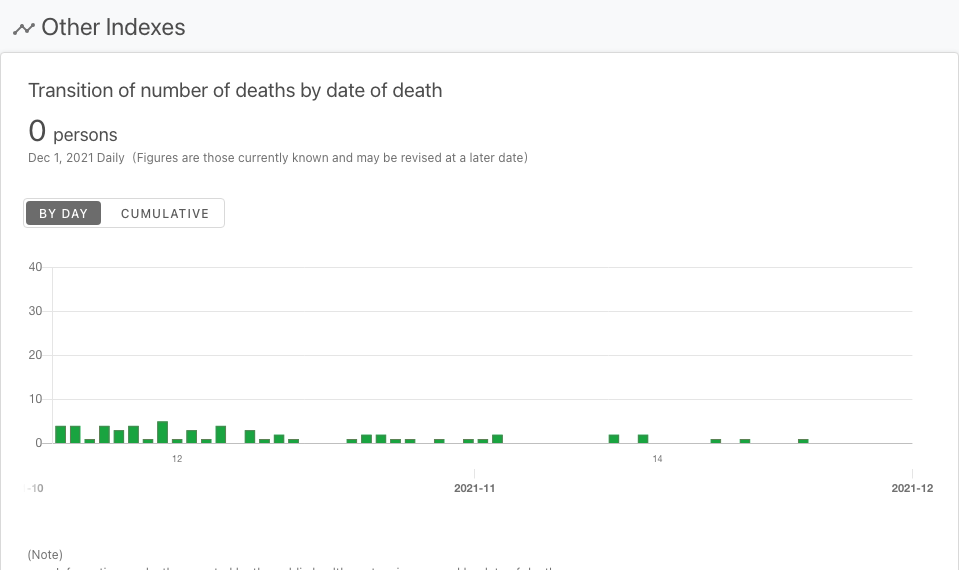 Other Indexes
Transition of number of deaths by date of death
0 persons
Dec 1, 2021 Daily (Figures are those currently known and may be revised at a later date)
BY DAY CUMULATIVE
40
30
20
10
0
12 14
-10 2021-11 2021-12
(Note)